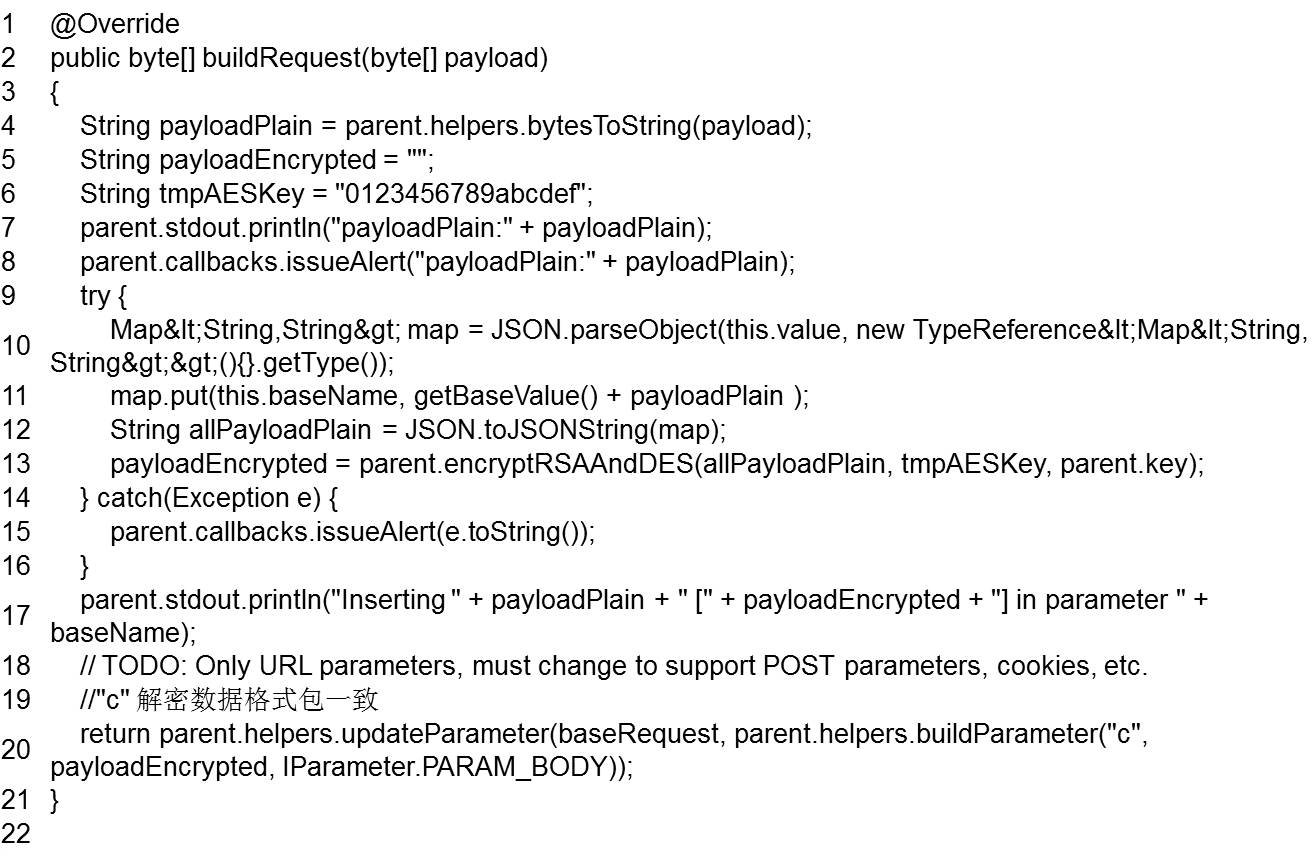 1 @Override
2 public byte[] buildRequest(byte[] payload)
3 {
4 String payloadPlain = parent.helpers.bytesToString(payload);
5 String payloadEncrypted = "";
6 String tmpAESKey = "0123456789abcdef";
7 parent.stdout.println("payloadPlain:" + payloadPlain);
8 parent.callbacks.issueAlert("payloadPlain:" + payloadPlain);
9 try {
10 Map&lt;String,String&gt; map = JSON.parseObject(this.value, new TypeReference&lt;Map&lt;String,
String&gt;&gt;(){}.getType());
11 map.put(this.baseName, getBaseValue() + payloadPlain );
12 String allPayloadPlain = JSON.toJSONString(map);
13 payloadEncrypted = parent.encryptRSAAndDES(allPayloadPlain, tmpAESKey, parent.key);
14 } catch(Exception e) {
15 parent.callbacks.issueAlert(e.toString());
16 }
17 parent.stdout.println("Inserting " + payloadPlain + " [" + payloadEncrypted + "] in parameter " +
baseName);
18 // TODO: Only URL parameters, must change to support POST parameters, cookies, etc.
19 //"c" 解密数据格式包一致
20 return parent.helpers.updateParameter(baseRequest, parent.helpers.buildParameter("c",
payloadEncrypted, IParameter.PARAM_BODY));
21 }
22